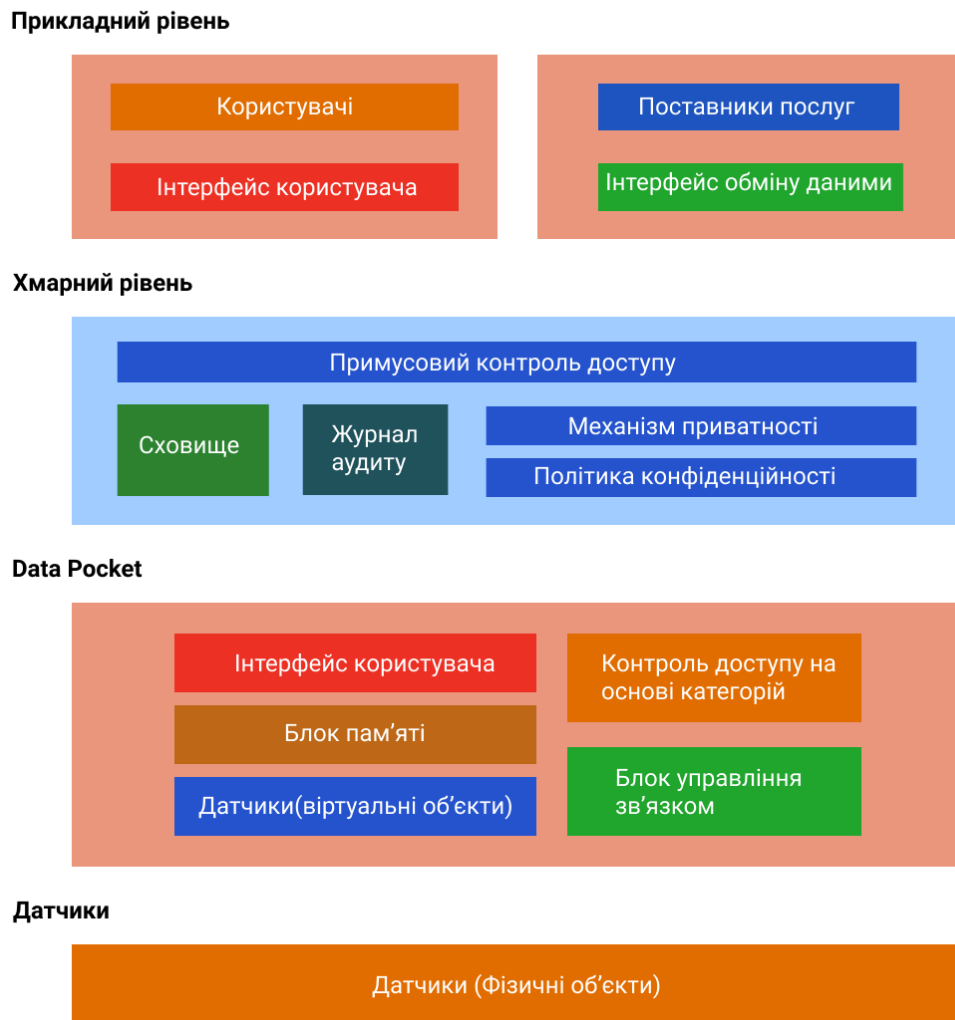 Прикладний рівень
Користувачі
Інтерфейс користувача
Поставники послуг
Інтерфейс обміну даними
Хмарний рівень
Примусовий контроль доступу
Сховище
Журнал
аудиту
Механізм приватності
Політика конфіденційності
Data Pocket
Інтерфейс користувача
Блок пам’яті
Датчики(віртуальні об’єкти)
Контроль доступу на
основі категорій
Блок управління
зв’язком
Датчики
Датчики (Фізичні об’єкти)